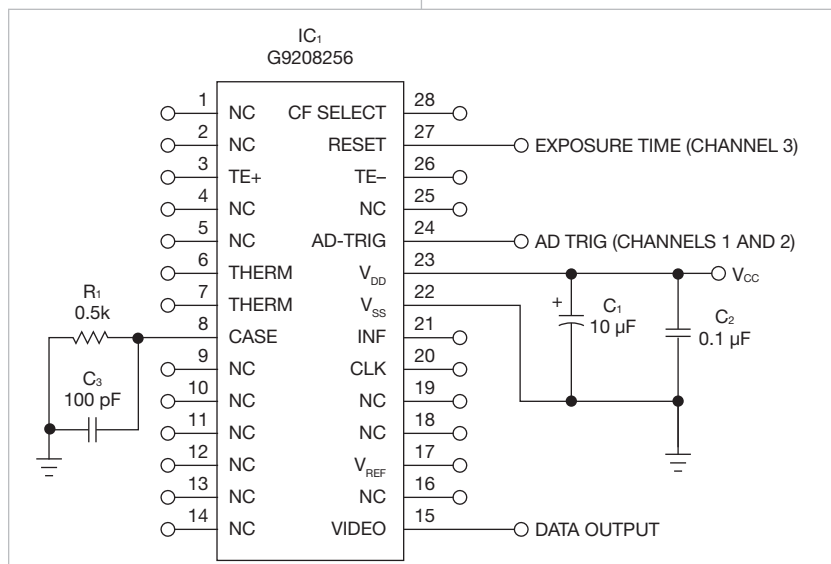 IC₁
G9208256
1 NC CF SELECT 28
2 NC RESET 27 EXPOSURE TIME (CHANNEL 3)
3 TE+ TE– 26
4 NC NC 25
5 NC AD-TRIG 24 AD TRIG (CHANNELS 1 AND 2)
6 THERM V_DD 23 V_CC
7 THERM V_SS 22
R₁
0.5k
+ C₁
10 µF
C₂
0.1 µF
8 CASE INF 21
9 NC CLK 20
C₃
100 pF
10 NC NC 19
11 NC NC 18
12 NC V_REF 17
13 NC NC 16
14 NC VIDEO 15 DATA OUTPUT